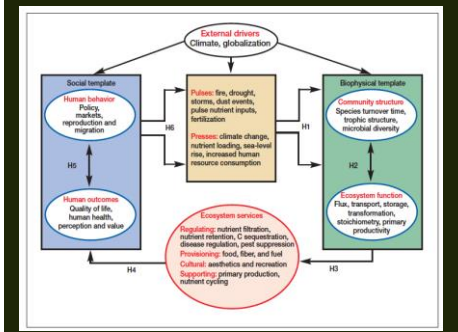 External drivers
Climate, globalization
Social template
Human behavior
Policy,
markets,
reproduction and
migration
H5
Human outcomes
Quality of life,
human health,
perception and value
H6
Pulses: fire, drought,
storms, dust events,
pulse nutrient inputs,
fertilization
Presses: climate change,
nutrient loading, sea-level
rise, increased human
resource consumption
H1
Biophysical template
Community structure
Species turnover time,
trophic structure,
microbial diversity
H2
Ecosystem function
Flux, transport, storage,
transformation,
stoichiometry, primary
productivity
Ecosystem services
Regulating: nutrient filtration,
nutrient retention, C sequestration,
disease regulation, pest suppression
Provisioning: food, fiber, and fuel
Cultural: aesthetics and recreation
Supporting: primary production,
nutrient cycling
H4
H3